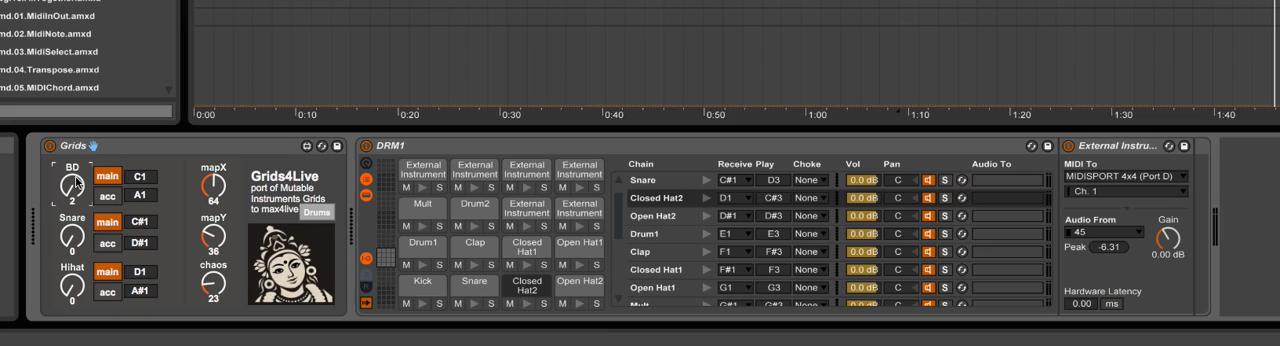 md.01.MidiInOut.amxd
md.02.MidiNote.amxd
md.03.MidiSelect.amxd
md.04.Transpose.amxd
md.05.MIDIChord.amxd
0:00 0:10 0:20 0:30 0:40 0:50 1:00 1:10 1:20 1:30 1:40
Grids
BD
2
main C1
acc A1
Snare
0
main C#1
acc D#1
Hihat
0
main D1
acc A#1
mapX
64
mapY
36
chaos
23
Grids4Live
port of Mutable
Instruments Grids
to max4live
Drums
DRM1
External Instrument External Instrument External Instrument External Instrument
M S M S M S M S
Mult Drum2 External Instrument External Instrument
M S M S M S M S
Drum1 Clap Closed Hat1 Open Hat1
M S M S M S M S
Kick Snare Closed Hat2 Open Hat2
M S M S M S M S
Chain Receive Play Choke Vol Pan Audio To
Snare C#1 D3 None 0.0 dB C S
Closed Hat2 D1 C#3 None 0.0 dB C S
Open Hat2 D#1 D#3 None 0.0 dB C S
Drum1 E1 E3 None 0.0 dB C S
Clap F1 F#3 None 0.0 dB C S
Closed Hat1 F#1 F3 None 0.0 dB C S
Open Hat1 G1 G3 None 0.0 dB C S
Mult G#1 G#3 None 0.0 dB C S
External Instru...
MIDI To
MIDISPORT 4x4 (Port D)
Ch. 1
Audio From
45
Peak -6.31
Gain
0.00 dB
Hardware Latency
0.00 ms